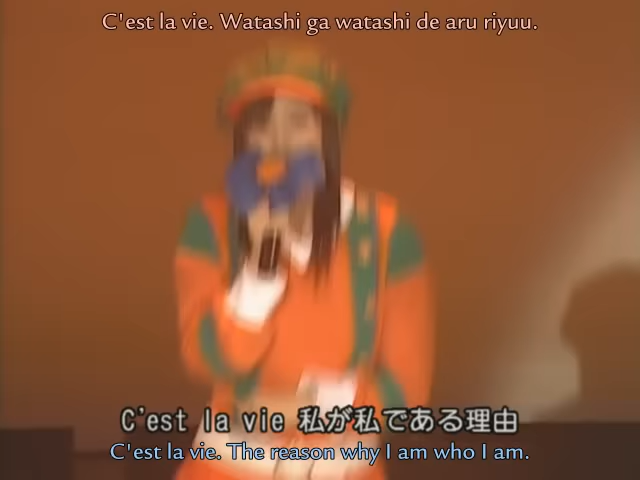 C'est la vie. Watashi ga watashi de aru riyuu.
C'est la vie 私が私である理由
C'est la vie. The reason why I am who I am.